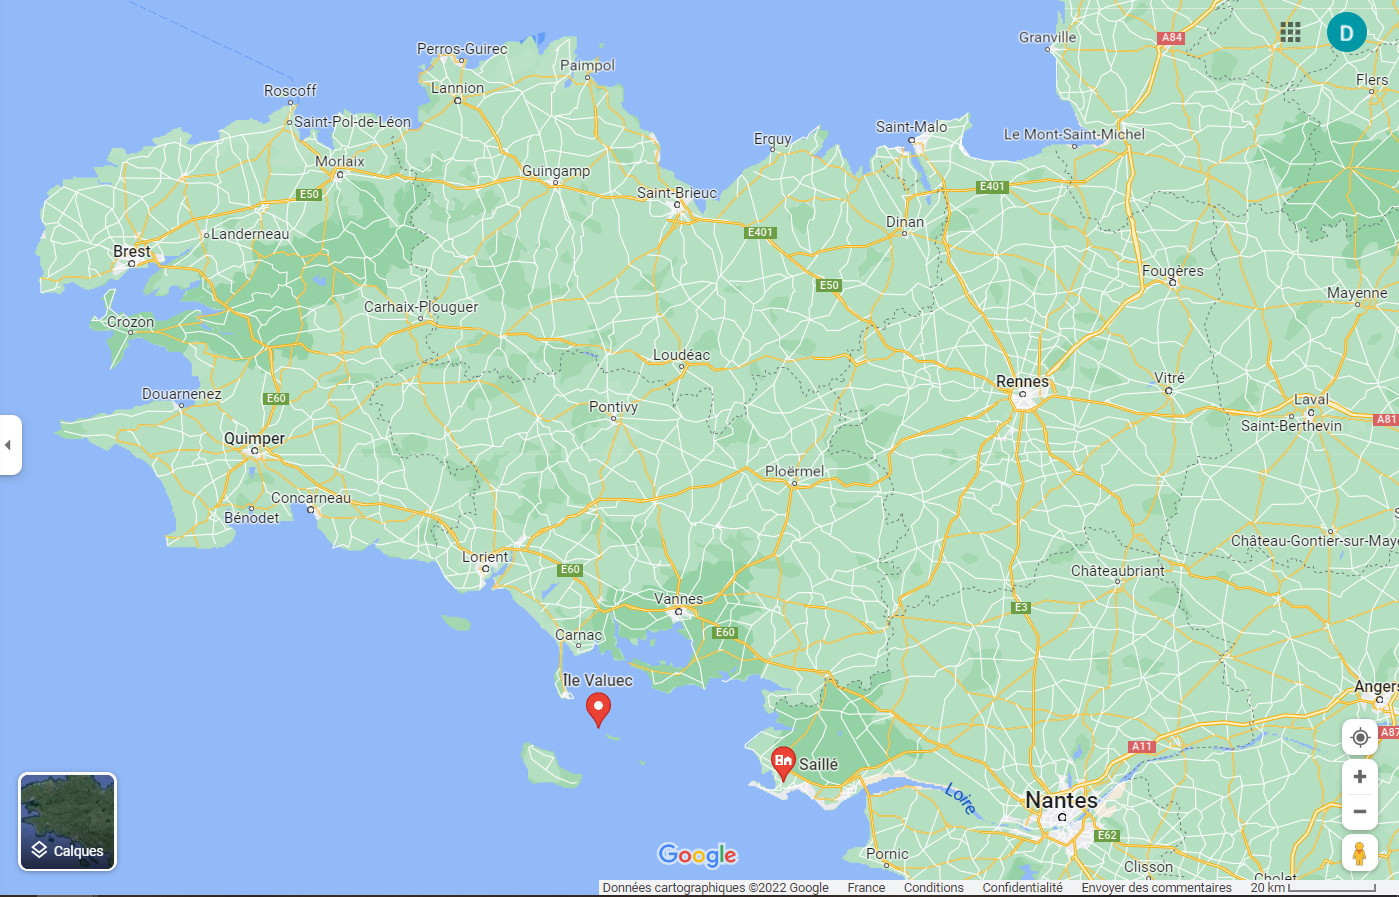 Granville
A84
D
Perros-Guirec
Paimpol
Flers
Lannion
Roscoff
Saint-Pol-de-Léon
Saint-Malo
Le Mont-Saint-Michel
Erquy
Morlaix
Guingamp
E50
Saint-Brieuc
E401
Dinan
Landerneau
E401
Brest
Fougères
E50
Mayenne
Carhaix-Plouguer
Crozon
Loudéac
Rennes
Vitré
Douarnenez
E60
Laval
Pontivy
A81
Saint-Berthevin
Quimper
Ploërmel
Concarneau
Bénodet
Château-Gontier-sur-Maye
Lorient
E60
Châteaubriant
Vannes
E3
Carnac
E60
Île Valuec
Angers
A87
A11
Saillé
Loire
Nantes
E62
Calques
Google
Pornic
Clisson
Cholet
Données cartographiques ©2022 Google France Conditions Confidentialité Envoyer des commentaires 20 km